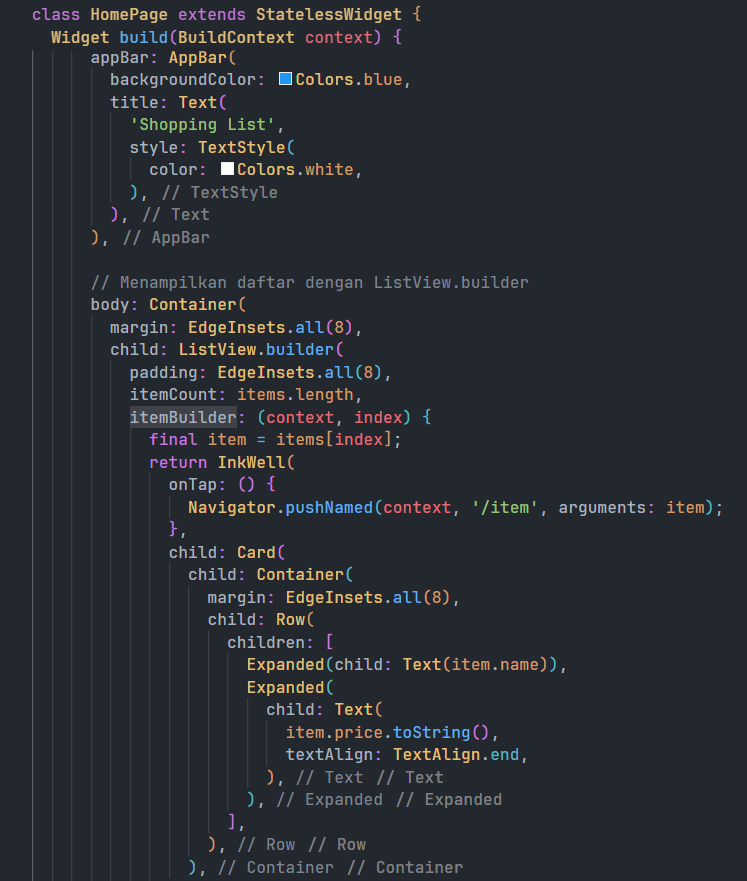 class HomePage extends StatelessWidget {
  Widget build(BuildContext context) {
      appBar: AppBar(
        backgroundColor: Colors.blue,
        title: Text(
          'Shopping List',
          style: TextStyle(
            color: Colors.white,
          ), // TextStyle
        ), // Text
      ), // AppBar

      // Menampilkan daftar dengan ListView.builder
      body: Container(
        margin: EdgeInsets.all(8),
        child: ListView.builder(
          padding: EdgeInsets.all(8),
          itemCount: items.length,
          itemBuilder: (context, index) {
            final item = items[index];
            return InkWell(
              onTap: () {
                Navigator.pushNamed(context, '/item', arguments: item);
              },
              child: Card(
                child: Container(
                  margin: EdgeInsets.all(8),
                  child: Row(
                    children: [
                      Expanded(child: Text(item.name)),
                      Expanded(
                        child: Text(
                          item.price.toString(),
                          textAlign: TextAlign.end,
                        ), // Text // Text
                      ), // Expanded // Expanded
                    ],
                  ), // Row // Row
                ), // Container // Container